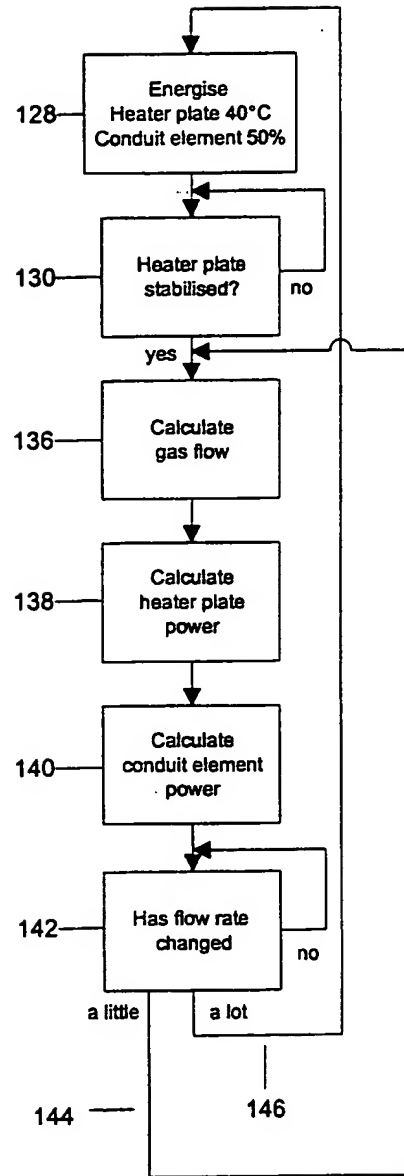 Energise
Heater plate 40°C
Conduit element 50%
128
Heater plate
stabilised?
130
no
yes
Calculate
gas flow
136
Calculate
heater plate
power
138
Calculate
conduit element
power
140
Has flow rate
changed
142
no
a little
a lot
144
146